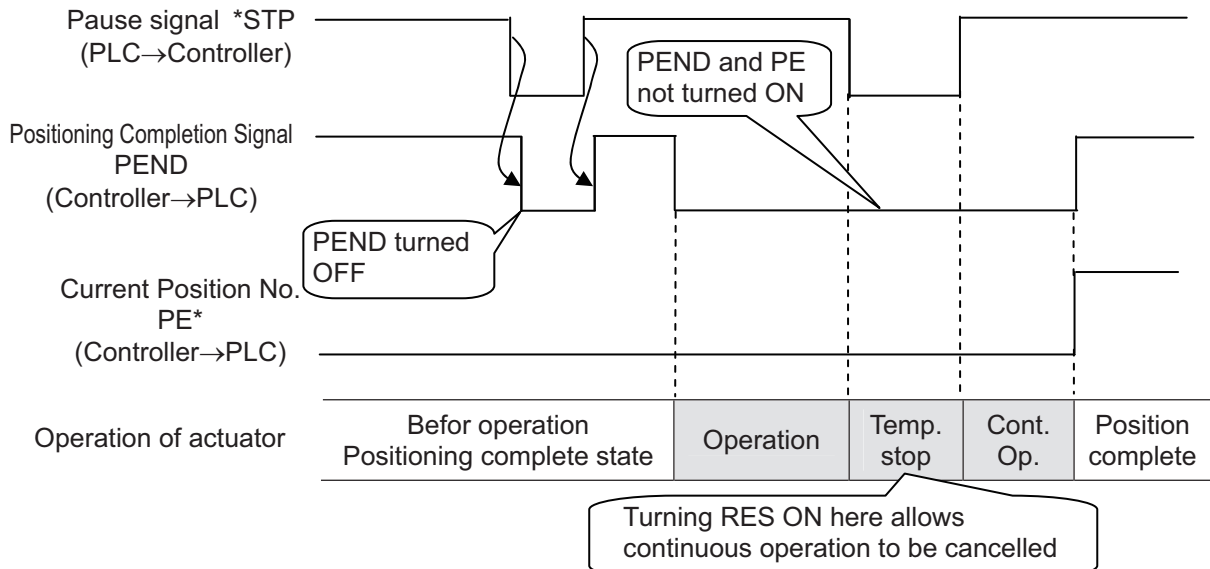 Pause signal *STP
(PLC→Controller)
PEND and PE
not turned ON
Positioning Completion Signal
PEND
(Controller→PLC)
PEND turned
OFF
Current Position No.
PE*
(Controller→PLC)
Operation of actuator
Befor operation
Positioning complete state
Operation
Temp.
stop
Cont.
Op.
Position
complete
Turning RES ON here allows
continuous operation to be cancelled